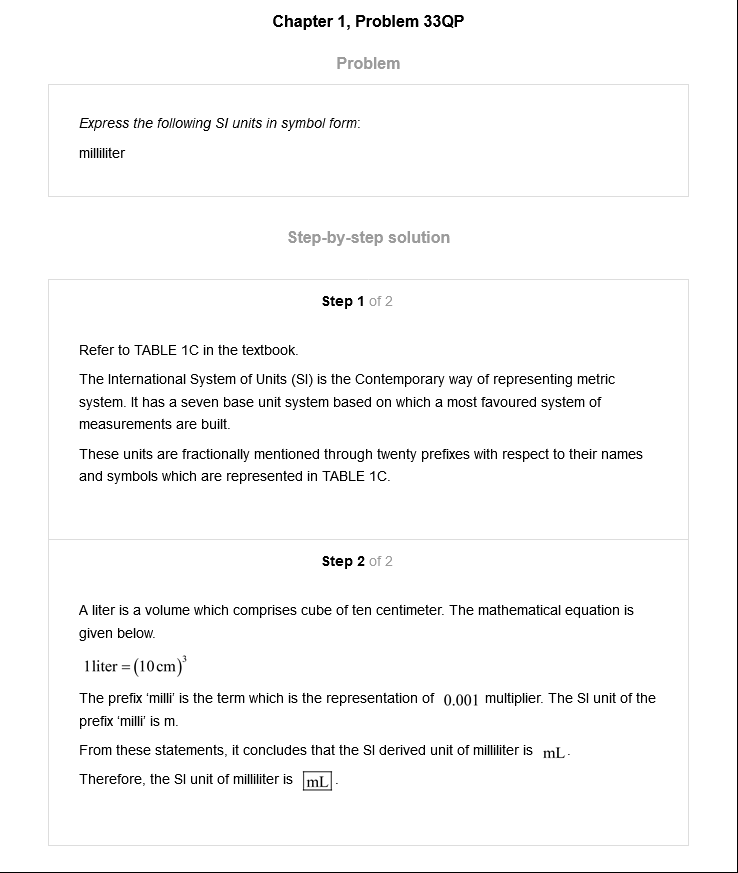 Chapter 1, Problem 33QP
Problem
Express the following SI units in symbol form:
milliliter
Step-by-step solution
Step 1 of 2
Refer to TABLE 1C in the textbook.
The International System of Units (SI) is the Contemporary way of representing metric
system. It has a seven base unit system based on which a most favoured system of
measurements are built.
These units are fractionally mentioned through twenty prefixes with respect to their names
and symbols which are represented in TABLE 1C.
Step 2 of 2
A liter is a volume which comprises cube of ten centimeter. The mathematical equation is
given below.
1 liter = (10 cm)³
The prefix ‘milli’ is the term which is the representation of 0.001 multiplier. The SI unit of the
prefix ‘milli’ is m.
From these statements, it concludes that the SI derived unit of milliliter is mL.
Therefore, the SI unit of milliliter is mL.